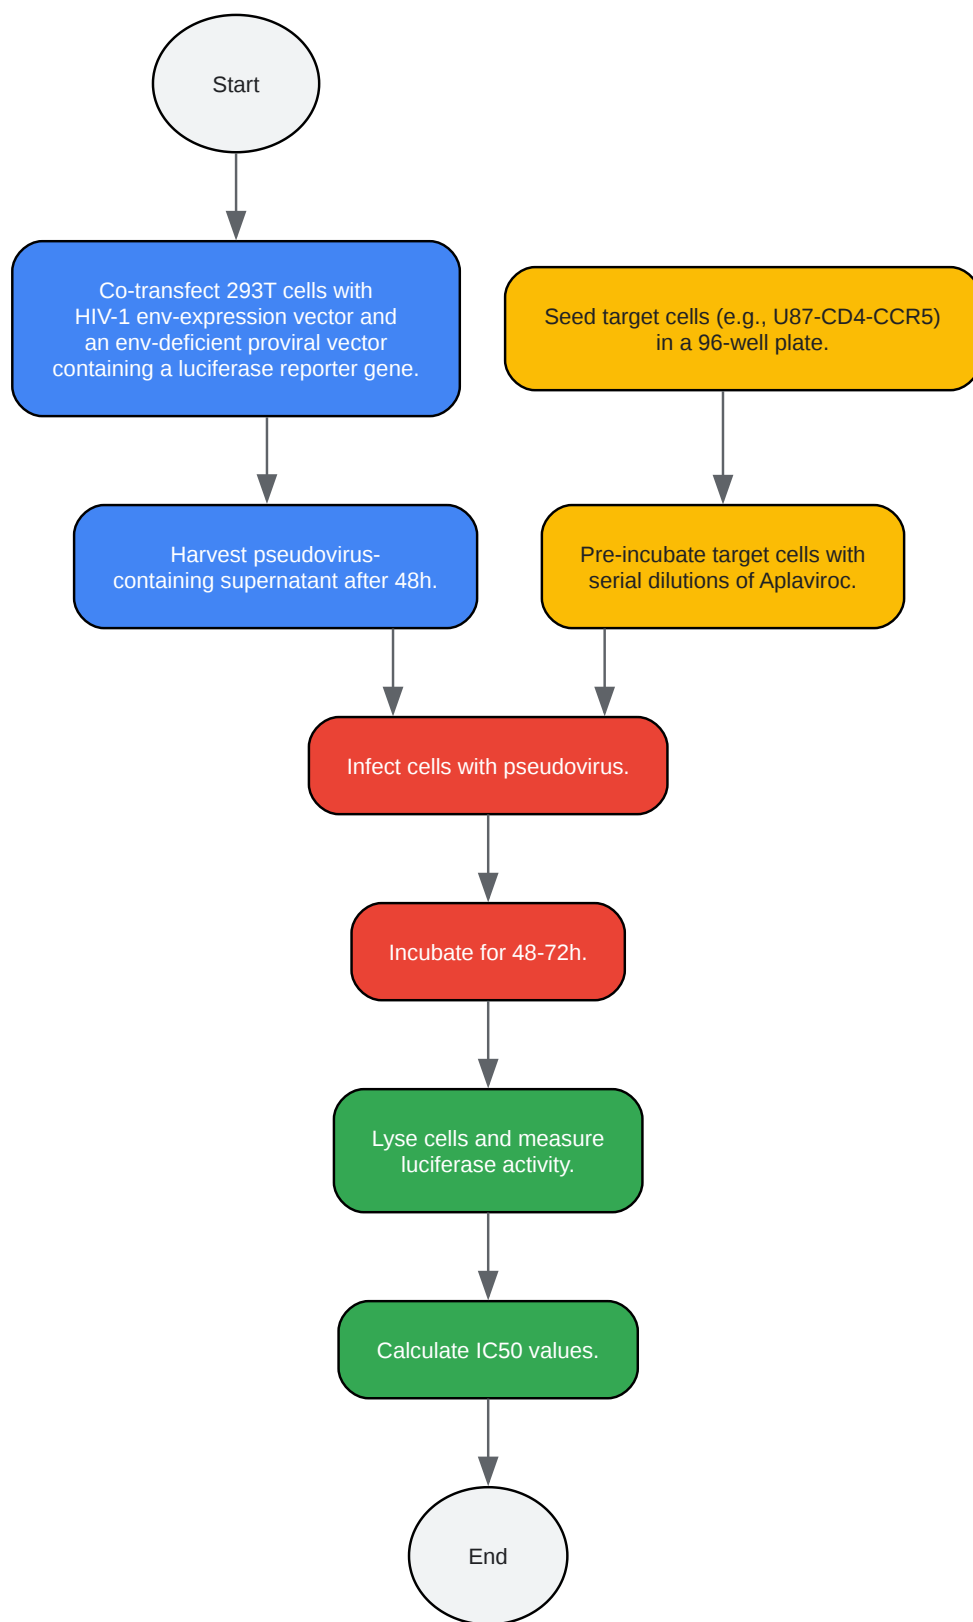 Start
Co-transfect 293T cells with
HIV-1 env-expression vector and
an env-deficient proviral vector
containing a luciferase reporter gene.
Seed target cells (e.g., U87-CD4-CCR5)
in a 96-well plate.
Harvest pseudovirus-
containing supernatant after 48h.
Pre-incubate target cells with
serial dilutions of Aplaviroc.
Infect cells with pseudovirus.
Incubate for 48-72h.
Lyse cells and measure
luciferase activity.
Calculate IC50 values.
End